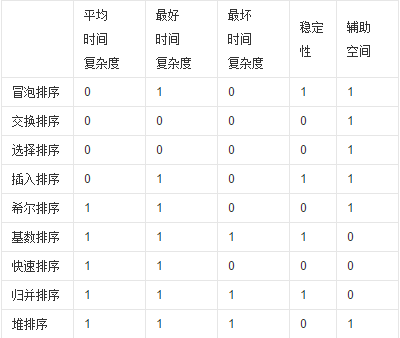 平均时间复杂度 最好时间复杂度 最坏时间复杂度 稳定性 辅助空间
冒泡排序 0 1 0 1 1
交换排序 0 0 0 0 1
选择排序 0 0 0 0 1
插入排序 0 1 0 1 1
希尔排序 1 1 0 0 1
基数排序 1 1 1 1 0
快速排序 1 1 0 0 0
归并排序 1 1 1 1 0
堆排序 1 1 1 0 1